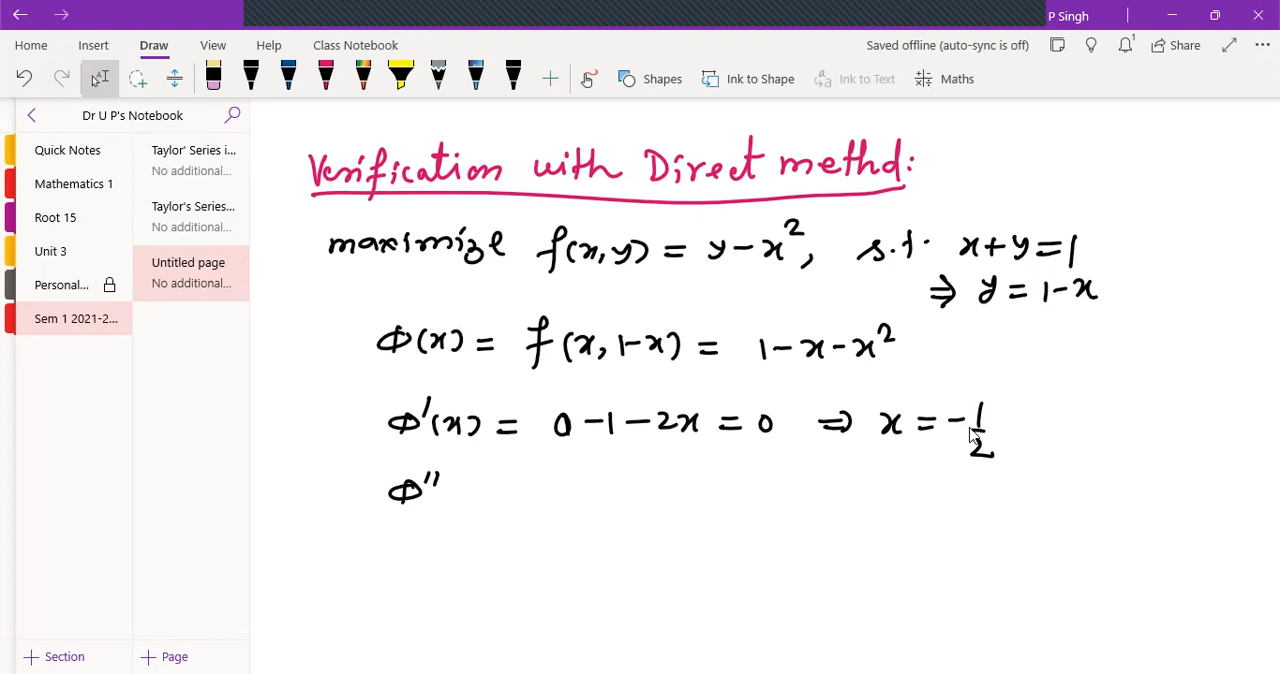 P Singh
Home Insert Draw View Help Class Notebook Saved offline (auto-sync is off) Share
Shapes Ink to Shape Ink to Text Maths
Dr U P's Notebook
Quick Notes
Mathematics 1
Root 15
Unit 3
Personal...
Sem 1 2021-2...
Taylor' Series i...
No additional...
Taylor's Series...
No additional...
Untitled page
No additional...
Verification with Direct methd:
maximize f(x,y) = y-x², s.t. x+y=1
⇒ y = 1-x
Φ(x) = f(x, 1-x) = 1-x-x²
Φ'(x) = 0-1-2x = 0 ⇒ x = -1/2
Φ''
+ Section + Page